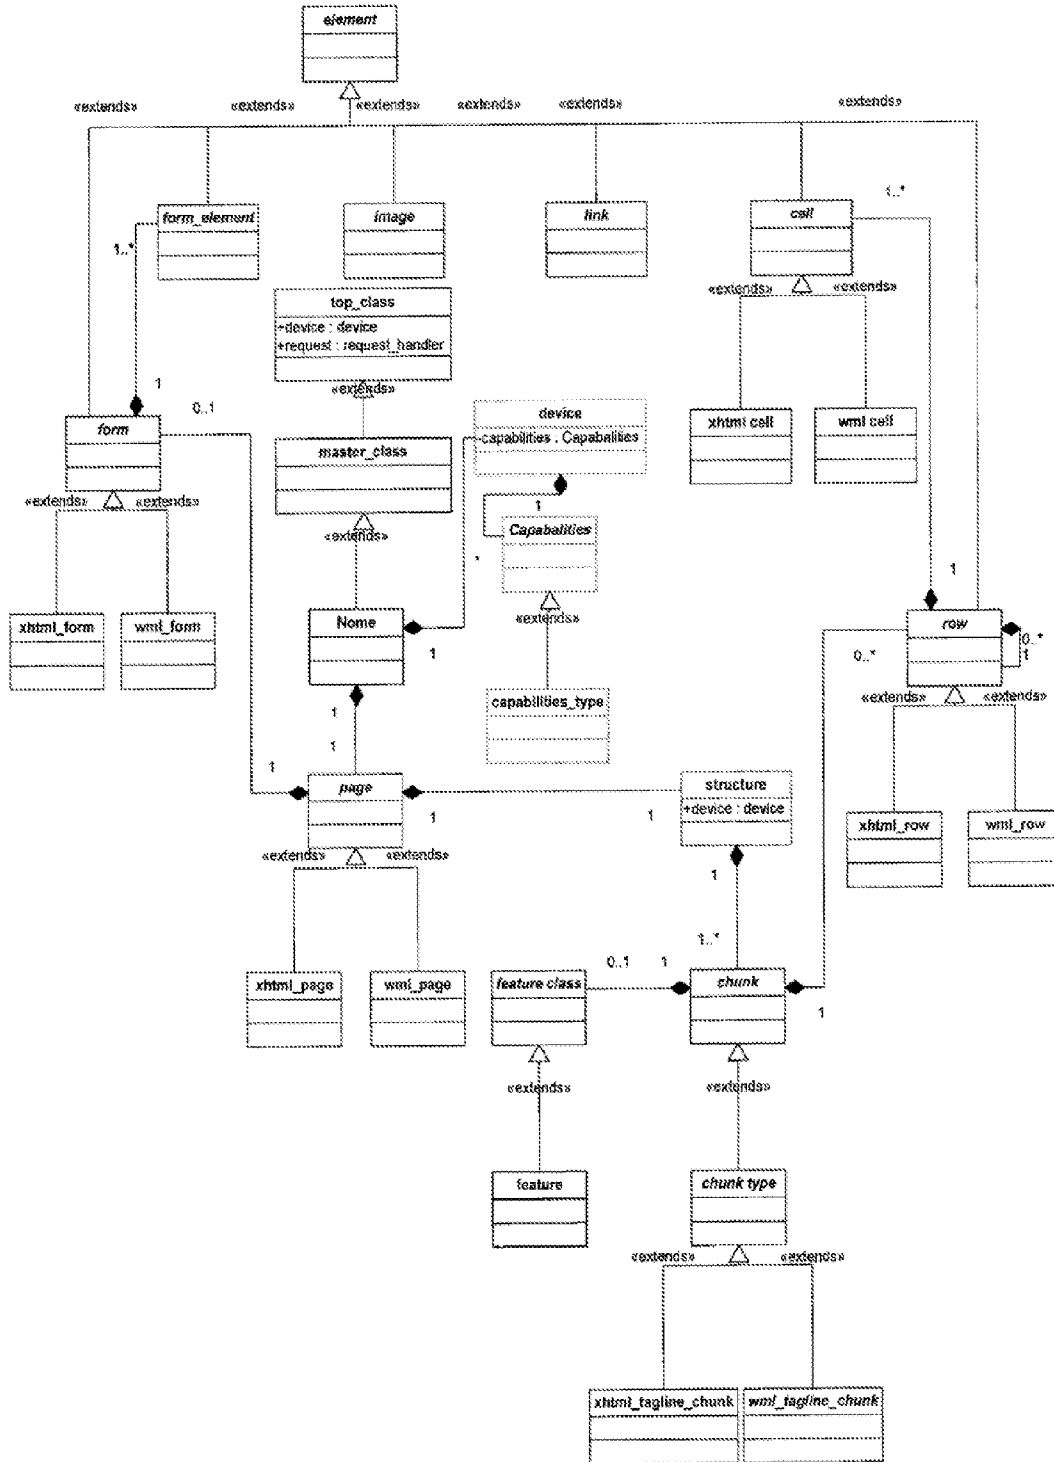 element
«extends» «extends» «extends» «extends» «extends»
form_element image link cell
1..*
1..*
«extends» «extends»
top_class
+device : device
+request : request_handler
«extends»
1
0..1
form
device
-capabilities : Capabalities
xhtml cell wml cell
master_class
«extends» «extends»
1
«extends»
Capabalities
*
1
«extends»
xhtml_form wml_form Nome row
1
0..*
0..*
1
«extends» «extends»
capabilities_type
1
1
1
page structure
+device : device
1
1
xhtml_row wml_row
«extends» «extends»
1
1..*
0..1 1
xhtml_page wml_page feature class chunk
1
«extends» «extends»
feature chunk type
«extends» «extends»
xhtml_tagline_chunk wml_tagline_chunk